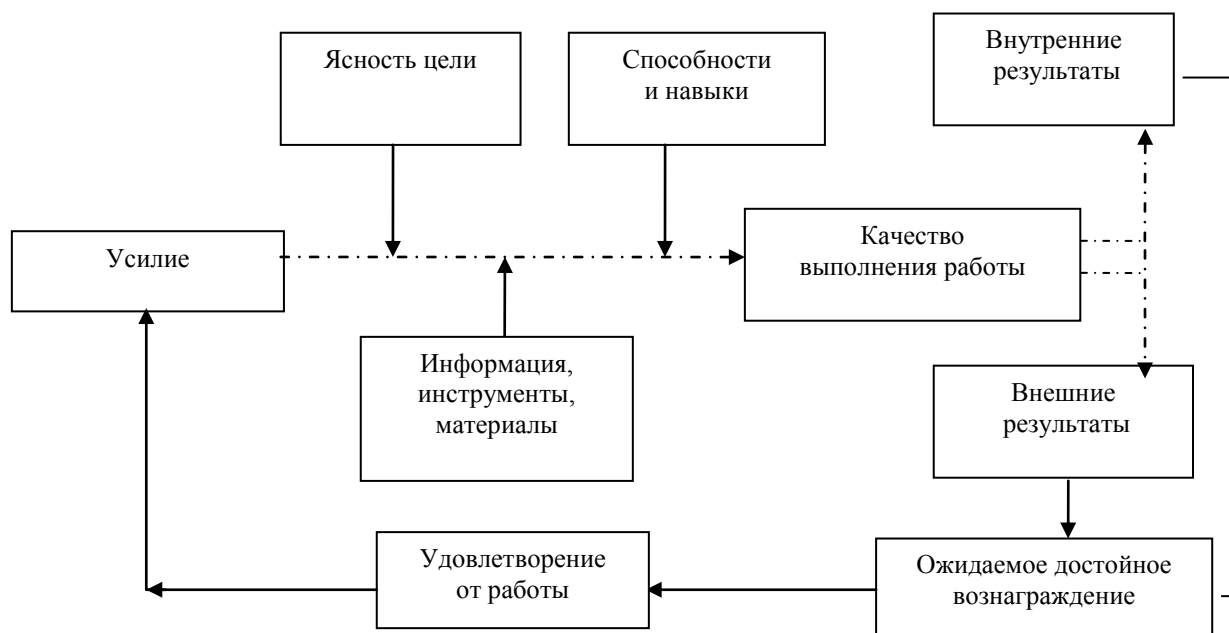 Ясность цели
Способности
и навыки
Внутренние
результаты
Усилие
Качество
выполнения работы
Информация,
инструменты,
материалы
Внешние
результаты
Удовлетворение
от работы
Ожидаемое достойное
вознаграждение